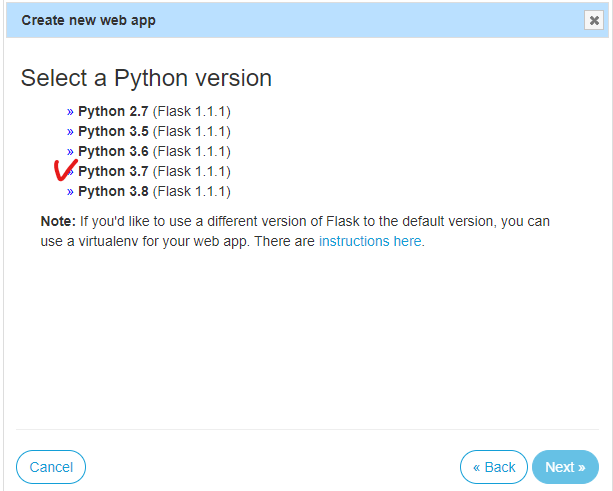 Create new web app
Select a Python version
» Python 2.7 (Flask 1.1.1)
» Python 3.5 (Flask 1.1.1)
» Python 3.6 (Flask 1.1.1)
» Python 3.7 (Flask 1.1.1)
» Python 3.8 (Flask 1.1.1)
Note: If you'd like to use a different version of Flask to the default version, you can
use a virtualenv for your web app. There are instructions here.
Cancel
« Back
Next »